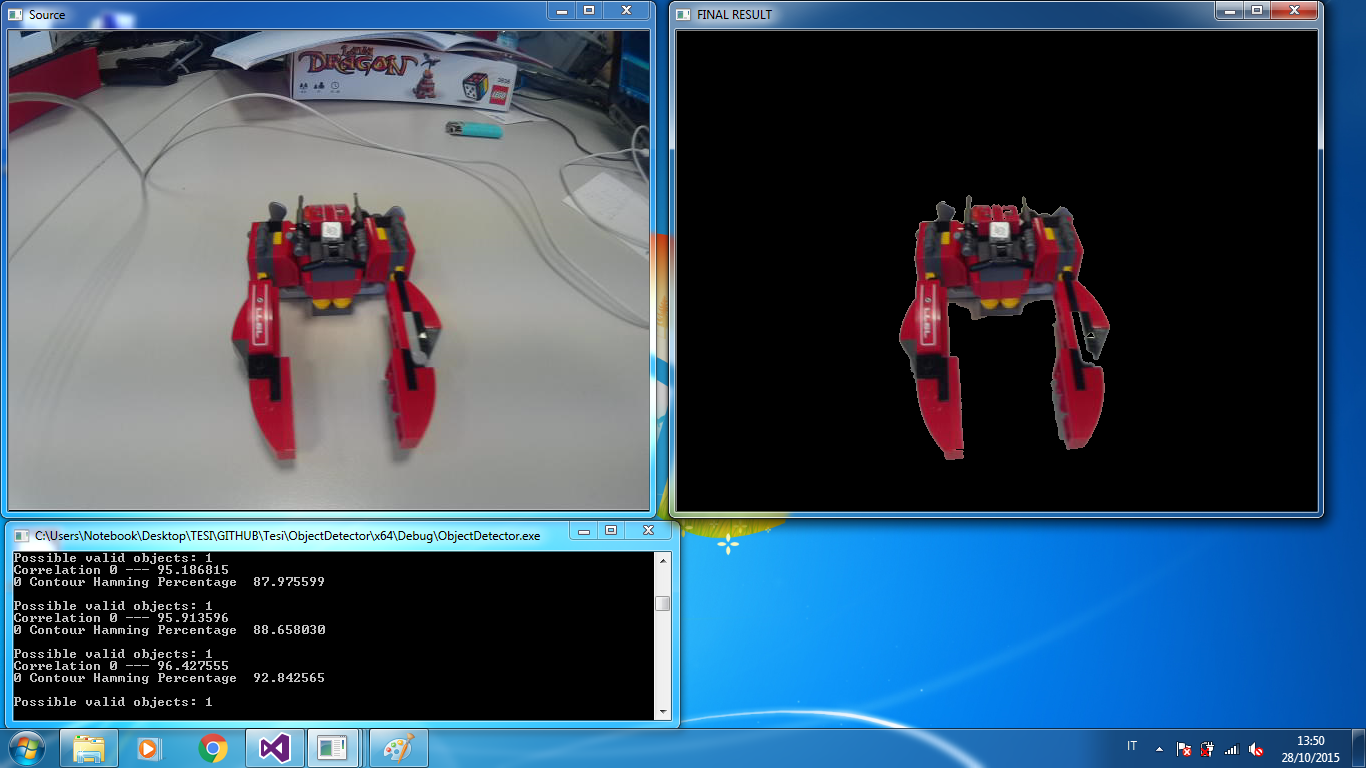 Source
FINAL RESULT
DRAGON
LEGO
C:\Users\Notebook\Desktop\TESI\GITHUB\Tesi\ObjectDetector\x64\Debug\ObjectDetector.exe
Possible valid objects: 1
Correlation 0 --- 95.186815
0 Contour Hamming Percentage  87.975599
Possible valid objects: 1
Correlation 0 --- 95.913596
0 Contour Hamming Percentage  88.658030
Possible valid objects: 1
Correlation 0 --- 96.427555
0 Contour Hamming Percentage  92.842565
Possible valid objects: 1
IT
13:50
28/10/2015